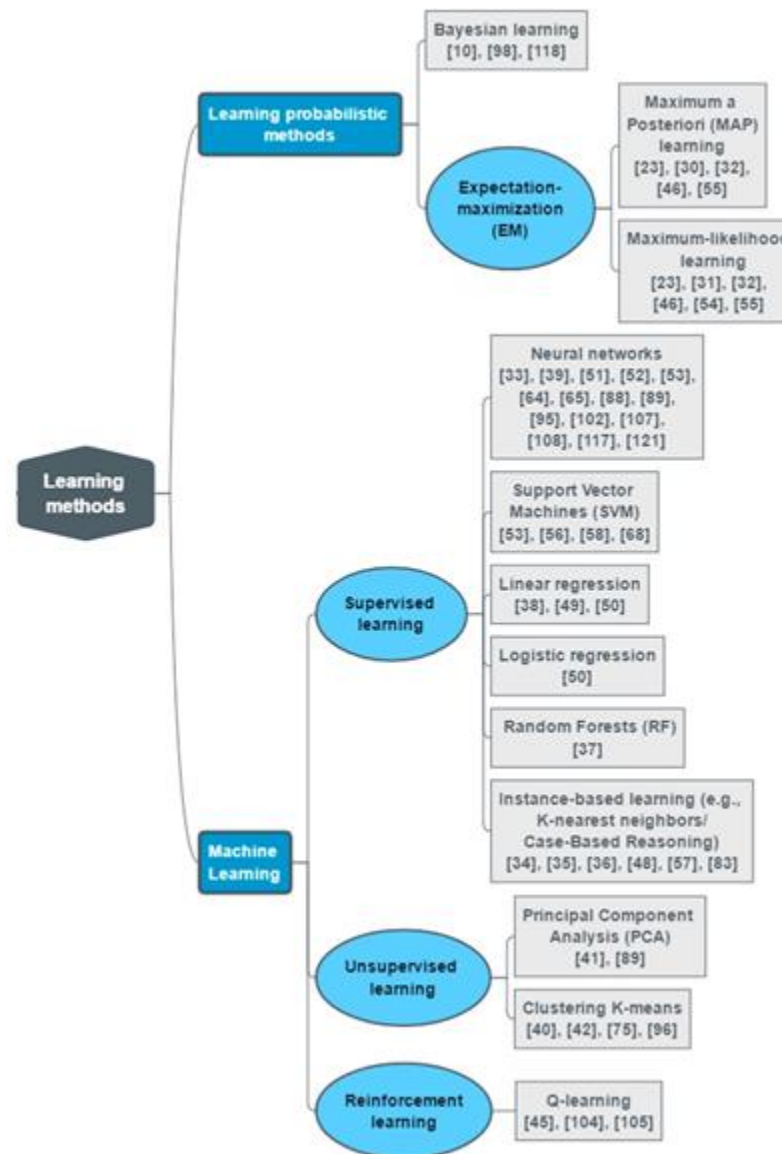 Bayesian learning
[10], [98], [118]
Learning probabilistic
methods
Maximum a
Posteriori (MAP)
learning
[23], [30], [32],
[46], [55]
Expectation-
maximization
(EM)
Maximum-likelihood
learning
[23], [31], [32],
[46], [54], [55]
Neural networks
[33], [39], [51], [52], [53],
[64], [65], [88], [89],
[95], [102], [107],
[108], [117], [121]
Learning
methods
Support Vector
Machines (SVM)
[53], [56], [58], [68]
Supervised
learning
Linear regression
[38], [49], [50]
Logistic regression
[50]
Random Forests (RF)
[37]
Instance-based learning (e.g.,
K-nearest neighbors/
Case-Based Reasoning)
[34], [35], [36], [48], [57], [83]
Machine
Learning
Principal Component
Analysis (PCA)
[41], [89]
Unsupervised
learning
Clustering K-means
[40], [42], [75], [96]
Reinforcement
learning
Q-learning
[45], [104], [105]